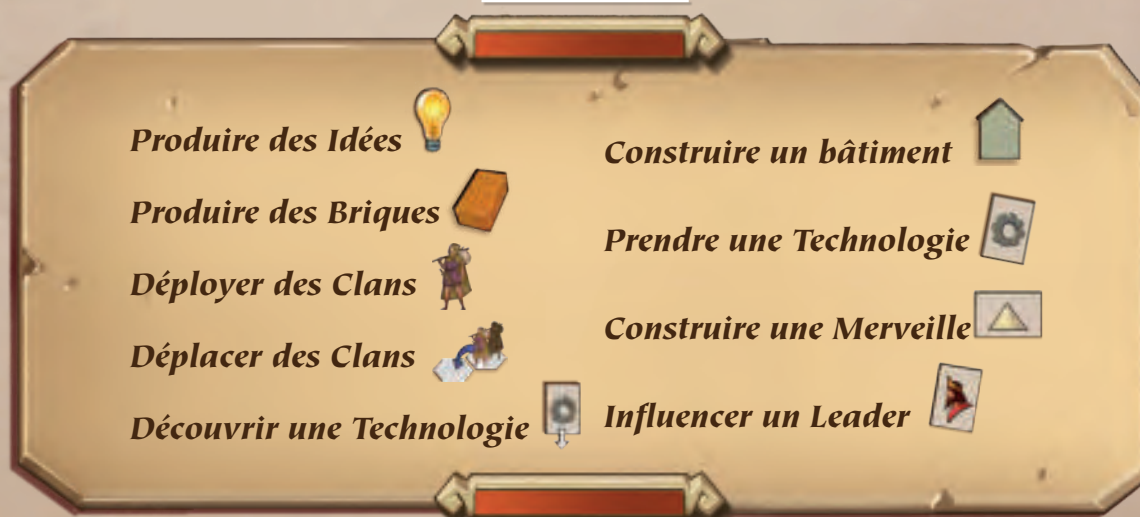 Produire des Idées
Produire des Briques
Déployer des Clans
Déplacer des Clans
Découvrir une Technologie
Construire un bâtiment
Prendre une Technologie
Construire une Merveille
Influencer un Leader